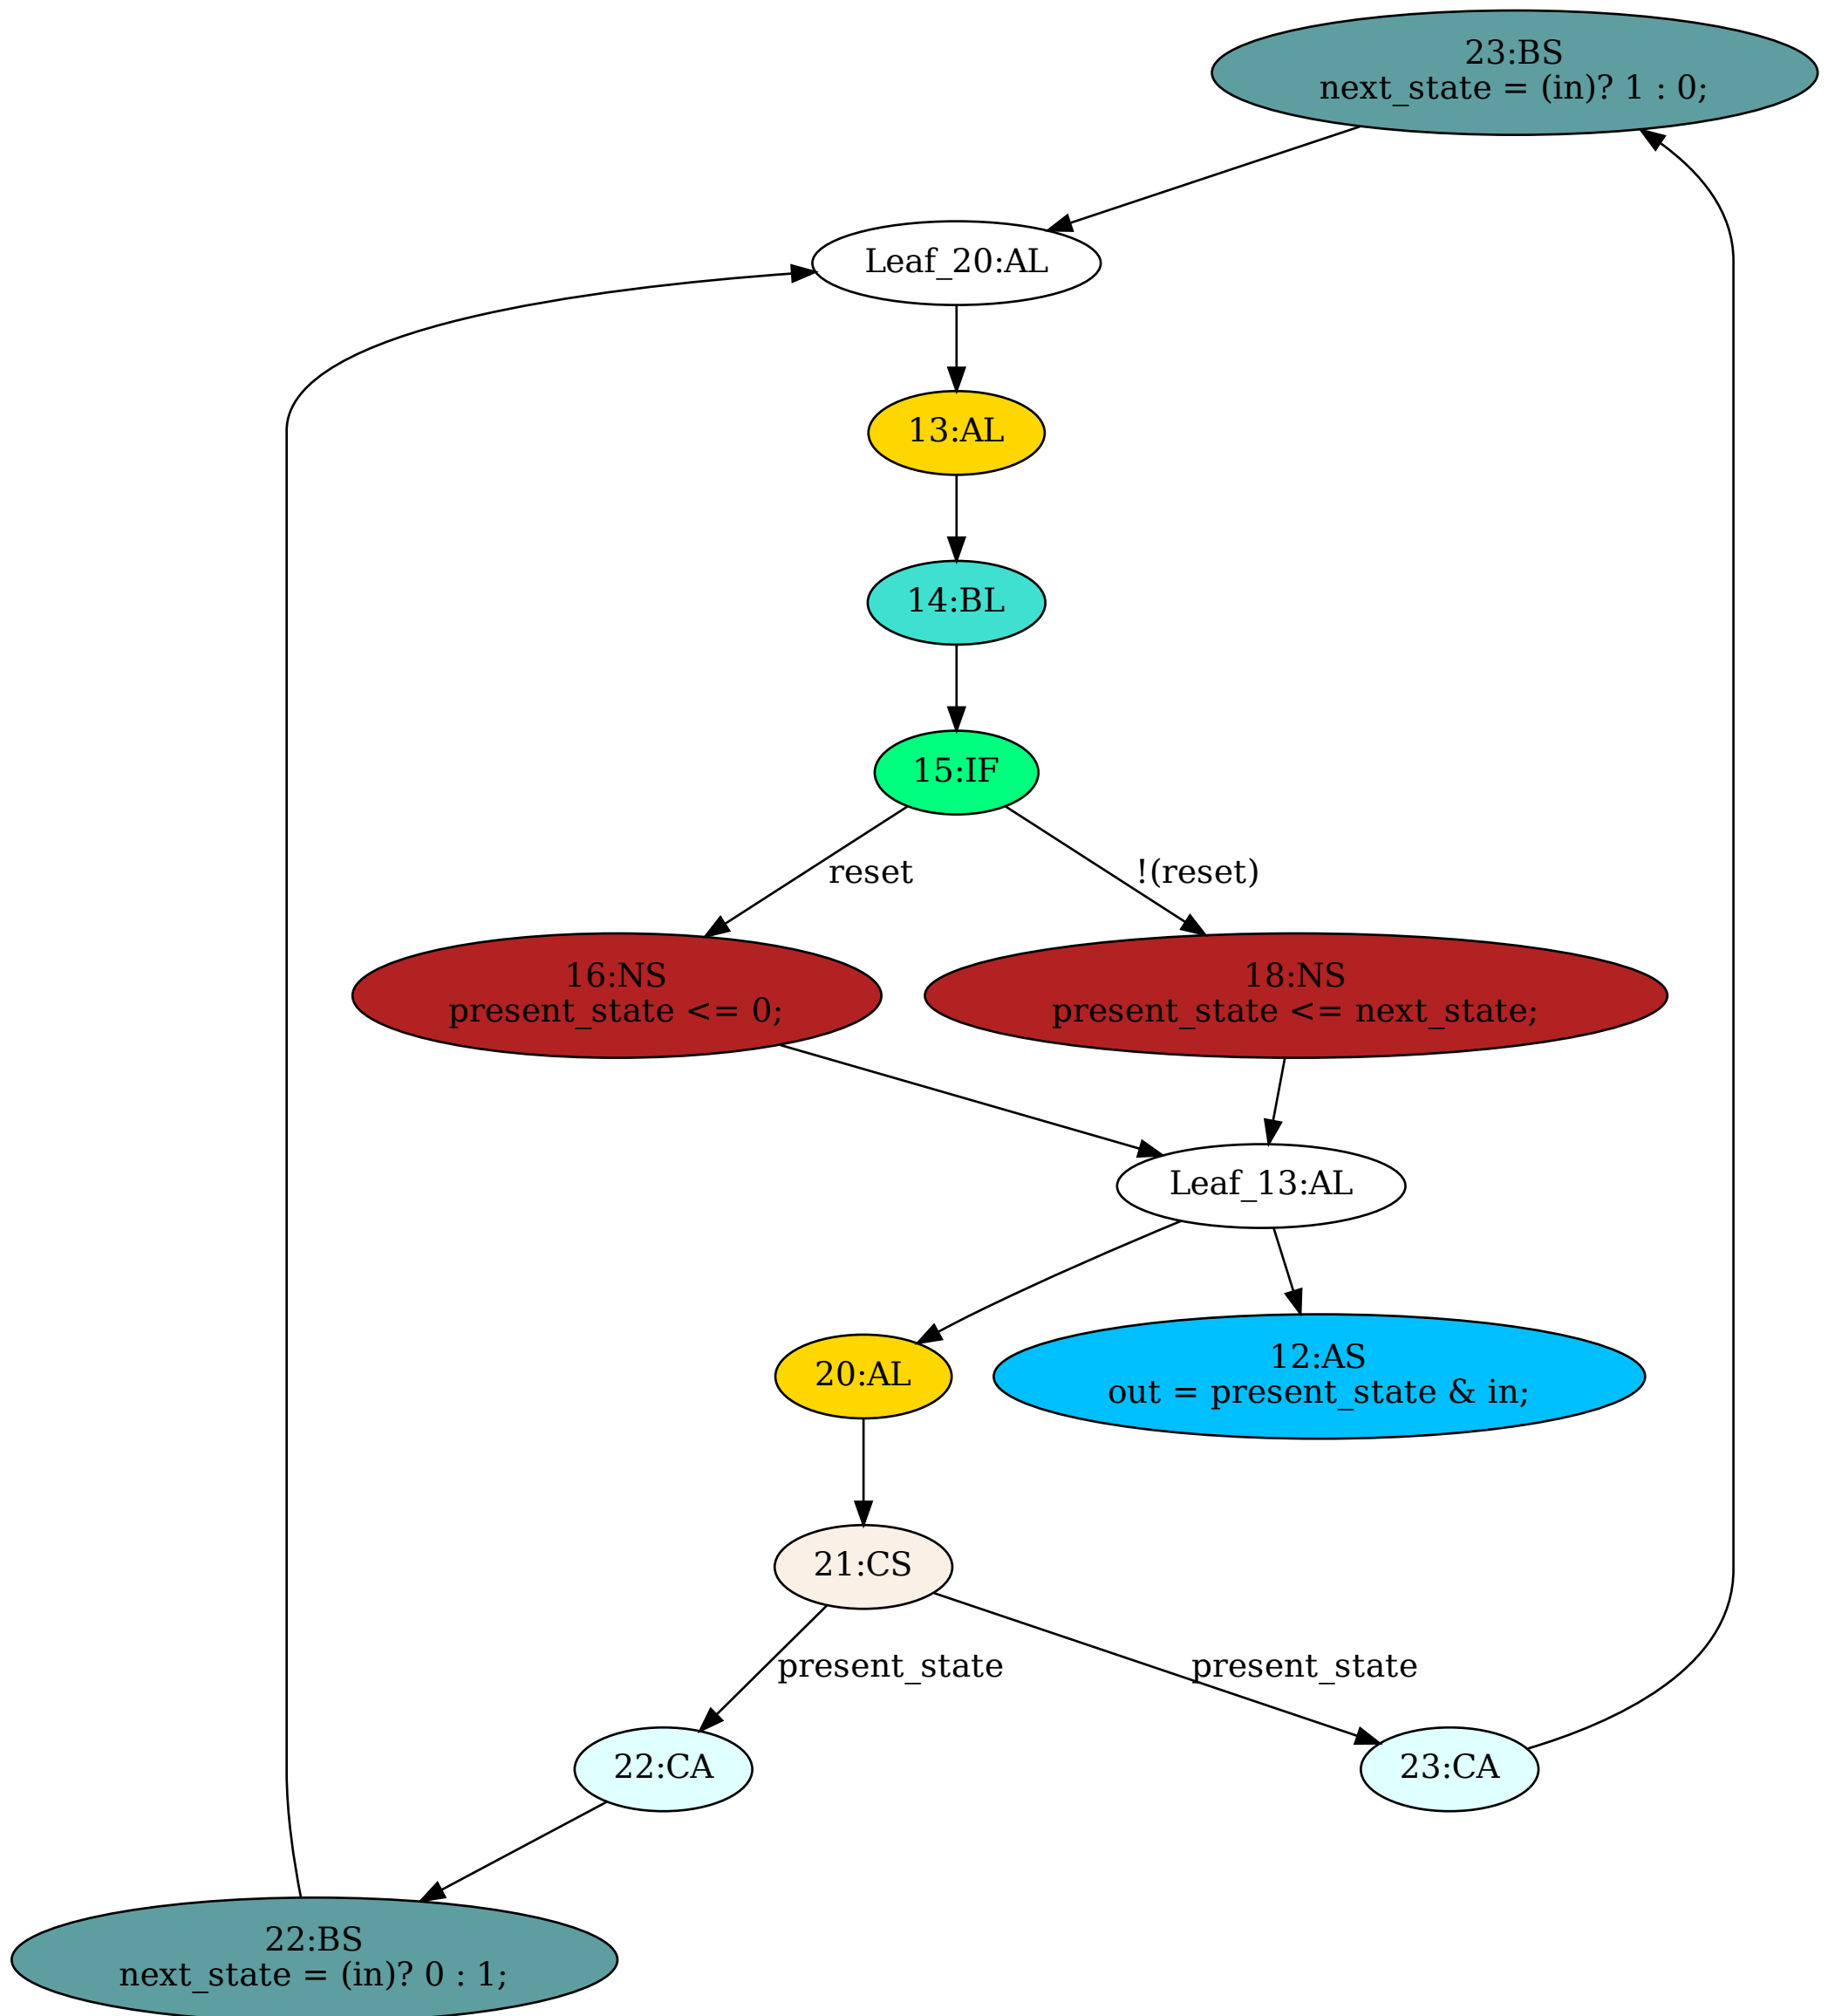 23:BS
next_state = (in)? 1 : 0;
Leaf_20:AL
13:AL
14:BL
15:IF
reset
!(reset)
16:NS
present_state <= 0;
18:NS
present_state <= next_state;
Leaf_13:AL
20:AL
12:AS
out = present_state & in;
21:CS
present_state
present_state
22:CA
23:CA
22:BS
next_state = (in)? 0 : 1;